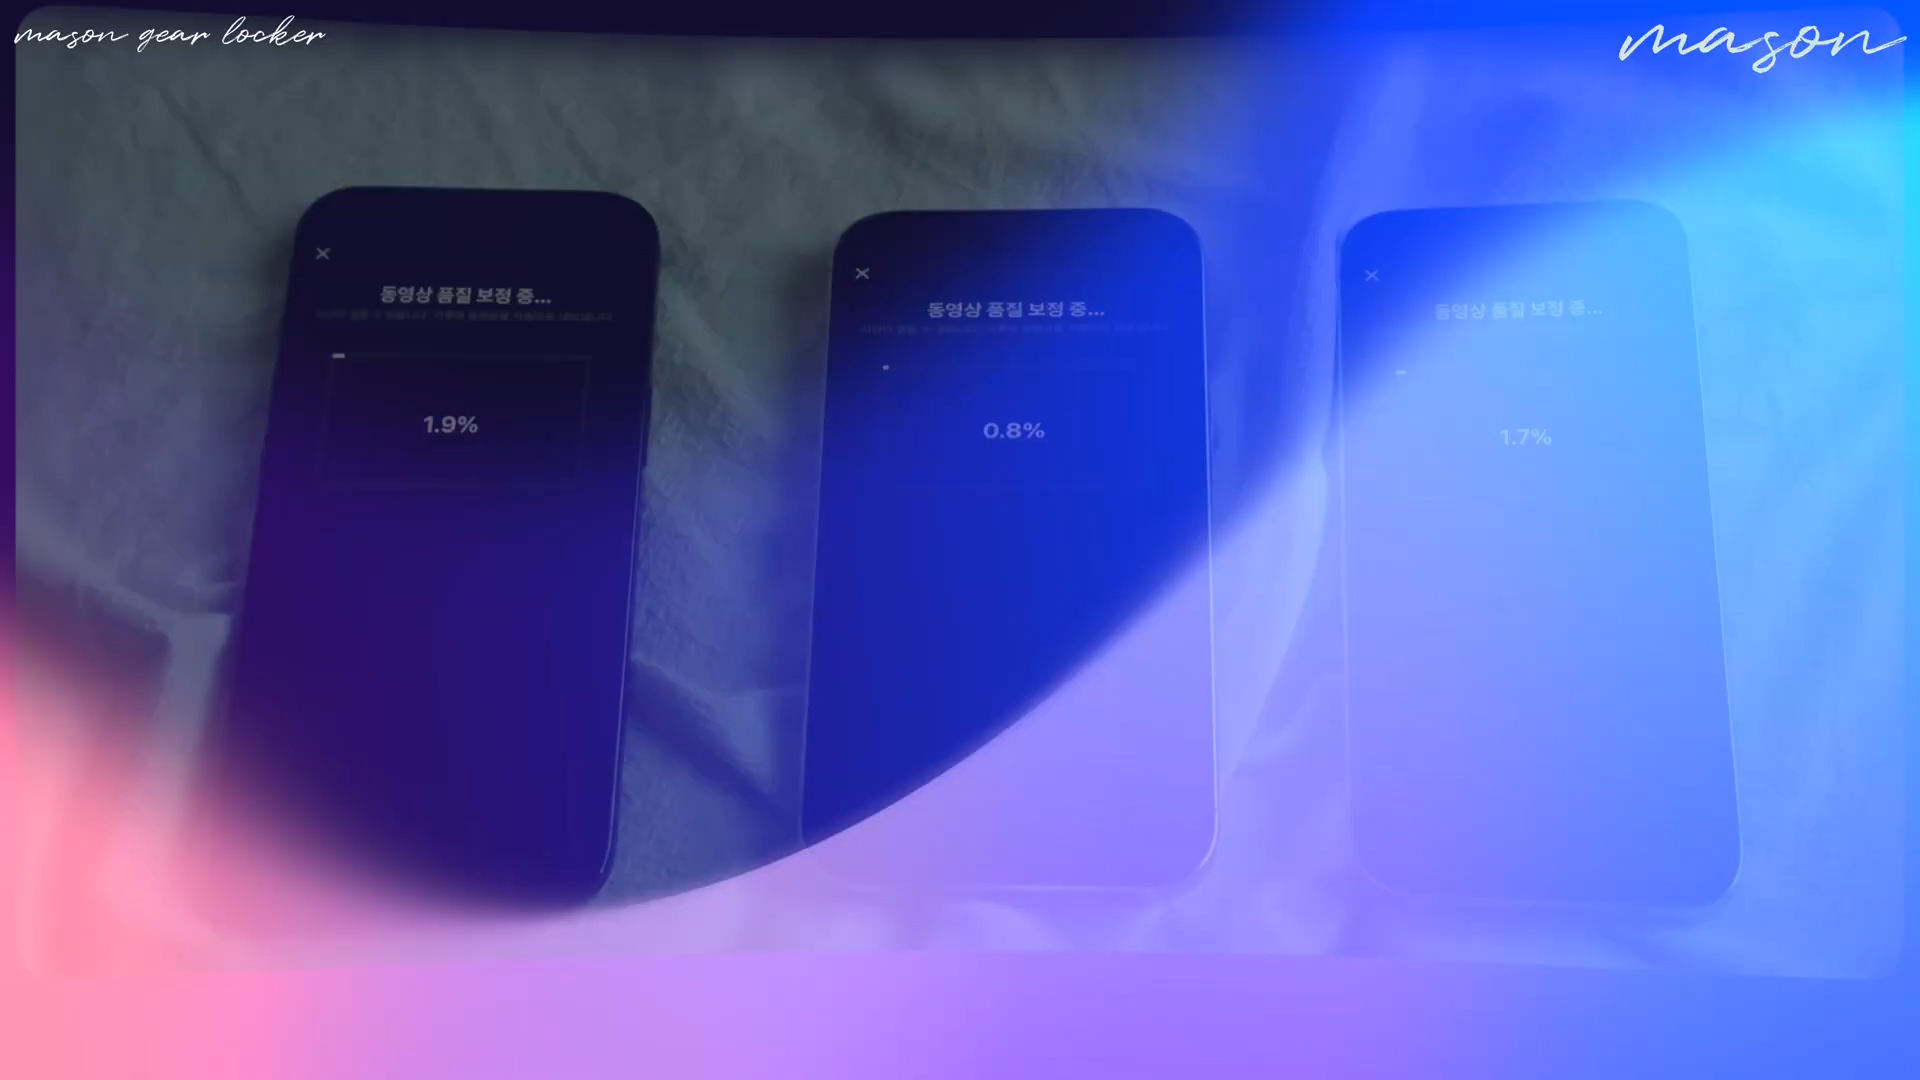 mason gear locker
mason
×
동영상 품질 보정 중...
1.9%
×
동영상 품질 보정 중...
0.8%
×
동영상 품질 보정 중...
1.7%